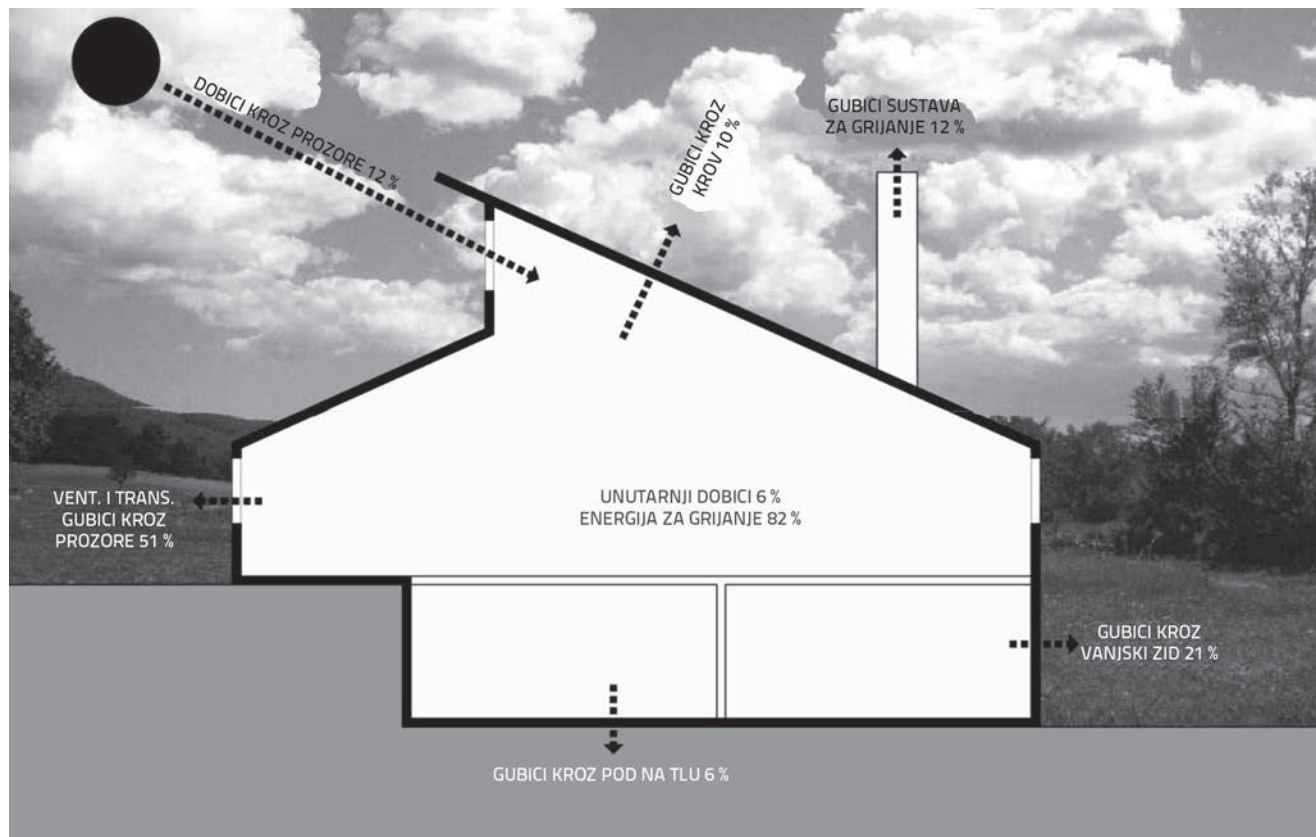 DOBICI KROZ PROZORE 12 %
GUBICI KROZ
KROV 10 %
GUBICI SUSTAVA
ZA GRIJANJE 12 %
VENT. I TRANS.
GUBICI KROZ
PROZORE 51 %
UNUTARNJI DOBICI 6 %
ENERGIJA ZA GRIJANJE 82 %
GUBICI KROZ
VANJSKI ZID 21 %
GUBICI KROZ POD NA TLU 6 %